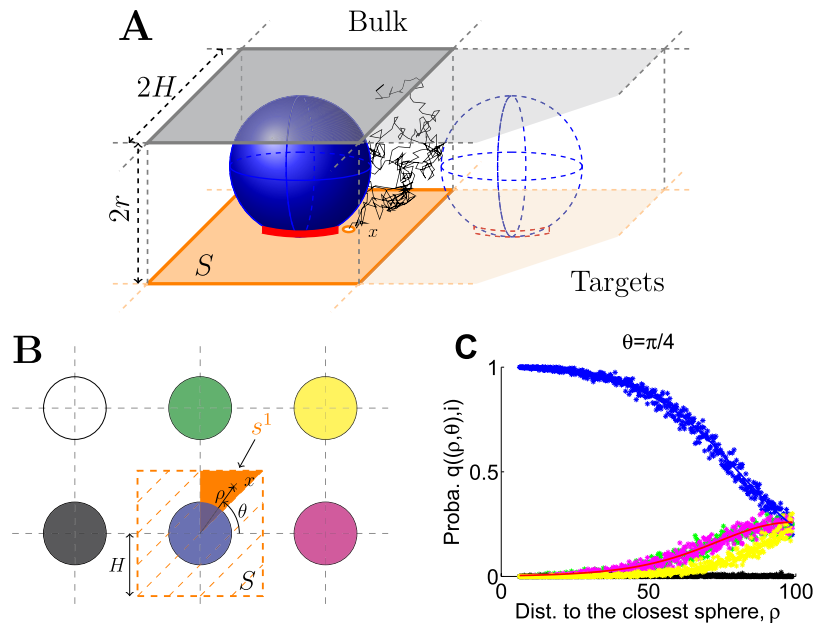 A
Bulk
2H
2r
x
S
Targets
B
s¹
x
ρ
θ
H
S
C
θ=π/4
Proba. q((ρ,θ),i)
1
0.5
0
0
50
100
Dist. to the closest sphere, ρ